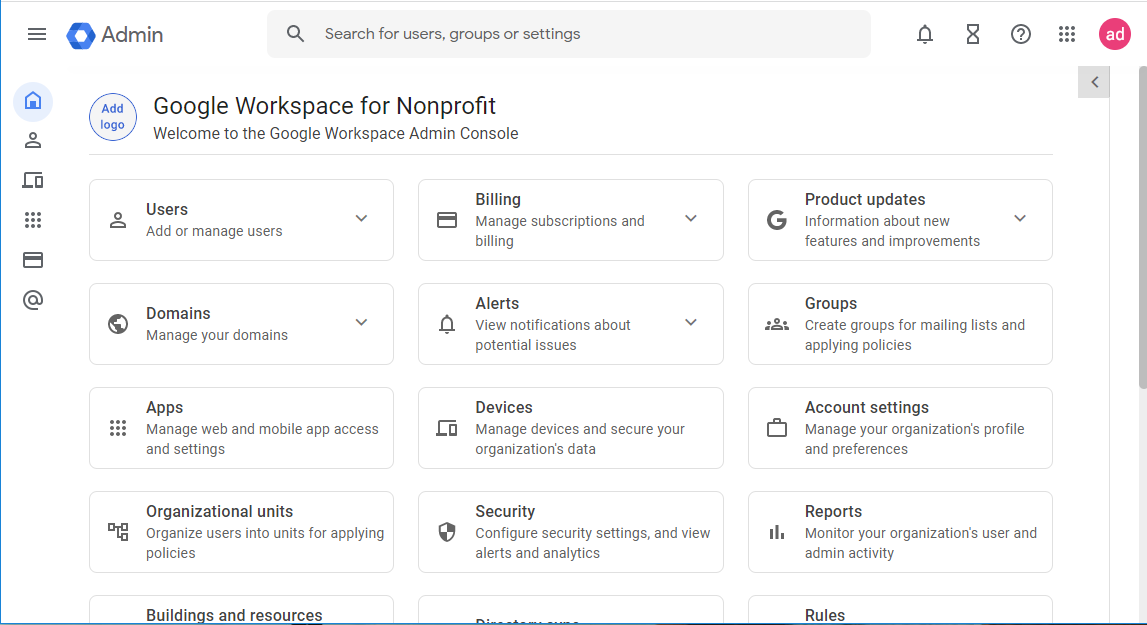 Admin
Search for users, groups or settings
ad
Add
logo
Google Workspace for Nonprofit
Welcome to the Google Workspace Admin Console
Users
Add or manage users
Billing
Manage subscriptions and
billing
Product updates
Information about new
features and improvements
Domains
Manage your domains
Alerts
View notifications about
potential issues
Groups
Create groups for mailing lists and
applying policies
Apps
Manage web and mobile app access
and settings
Devices
Manage devices and secure your
organization's data
Account settings
Manage your organization's profile
and preferences
Organizational units
Organize users into units for applying
policies
Security
Configure security settings, and view
alerts and analytics
Reports
Monitor your organization's user and
admin activity
Buildings and resources
Directory sync
Rules